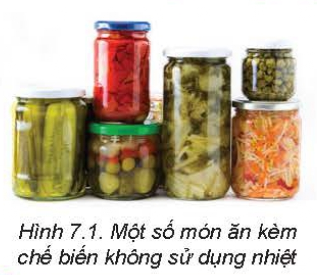 Hình 7.1. Một số món ăn kèm
chế biến không sử dụng nhiệt